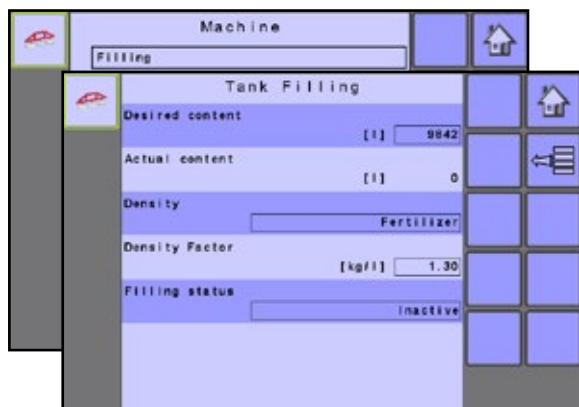 Machine
Filling
Tank Filling
Desired content
[l] 9842
Actual content
[l] 0
Density
Fertilizer
Density Factor
[kg/l] 1.30
Filling status
Inactive